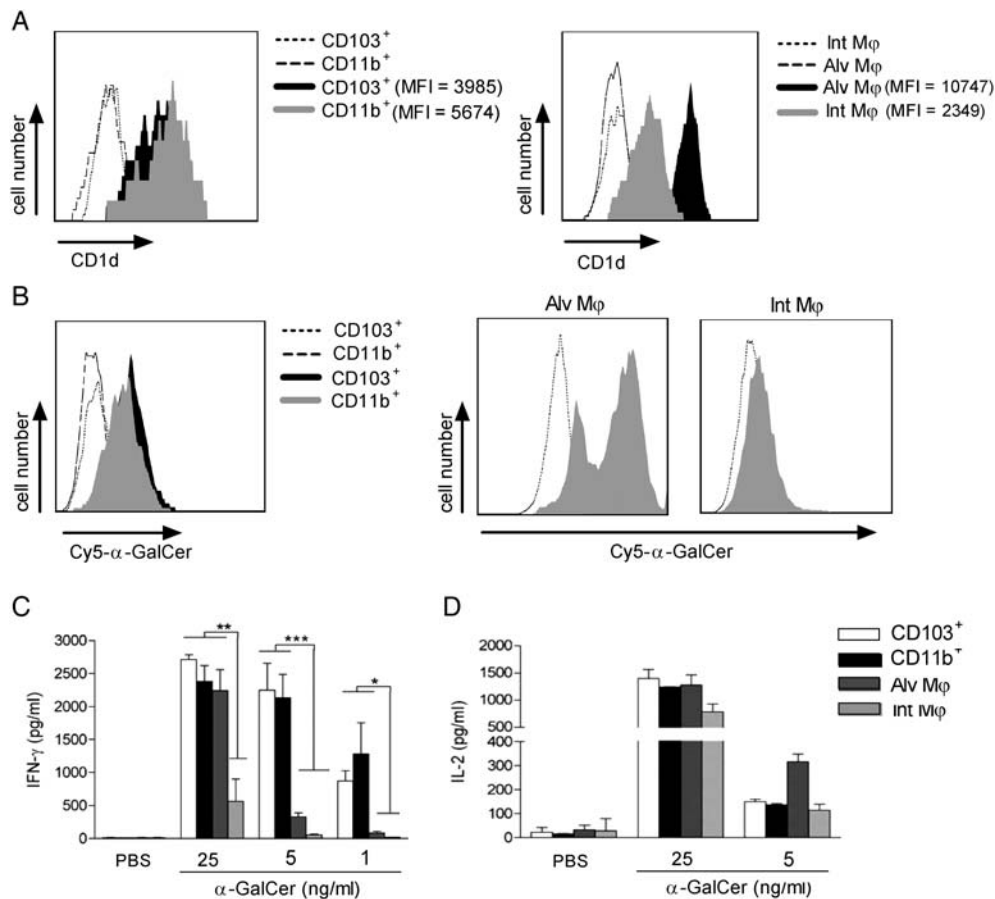 A
cell number
CD1d
CD103+
CD11b+
CD103+ (MFI = 3985)
CD11b+ (MFI = 5674)
cell number
CD1d
Int Mφ
Alv Mφ
Alv Mφ (MFI = 10747)
Int Mφ (MFI = 2349)
B
cell number
Cy5-α-GalCer
CD103+
CD11b+
CD103+
CD11b+
Alv Mφ
Int Mφ
cell number
Cy5-α-GalCer
C
IFN-γ (pg/ml)
3000
2500
2000
1500
1000
500
0
**
***
*
PBS
25
5
1
α-GalCer (ng/ml)
D
IL-2 (pg/ml)
2000
1500
1000
500
400
300
200
100
0
PBS
25
5
α-GalCer (ng/ml)
CD103+
CD11b+
Alv Mφ
Int Mφ